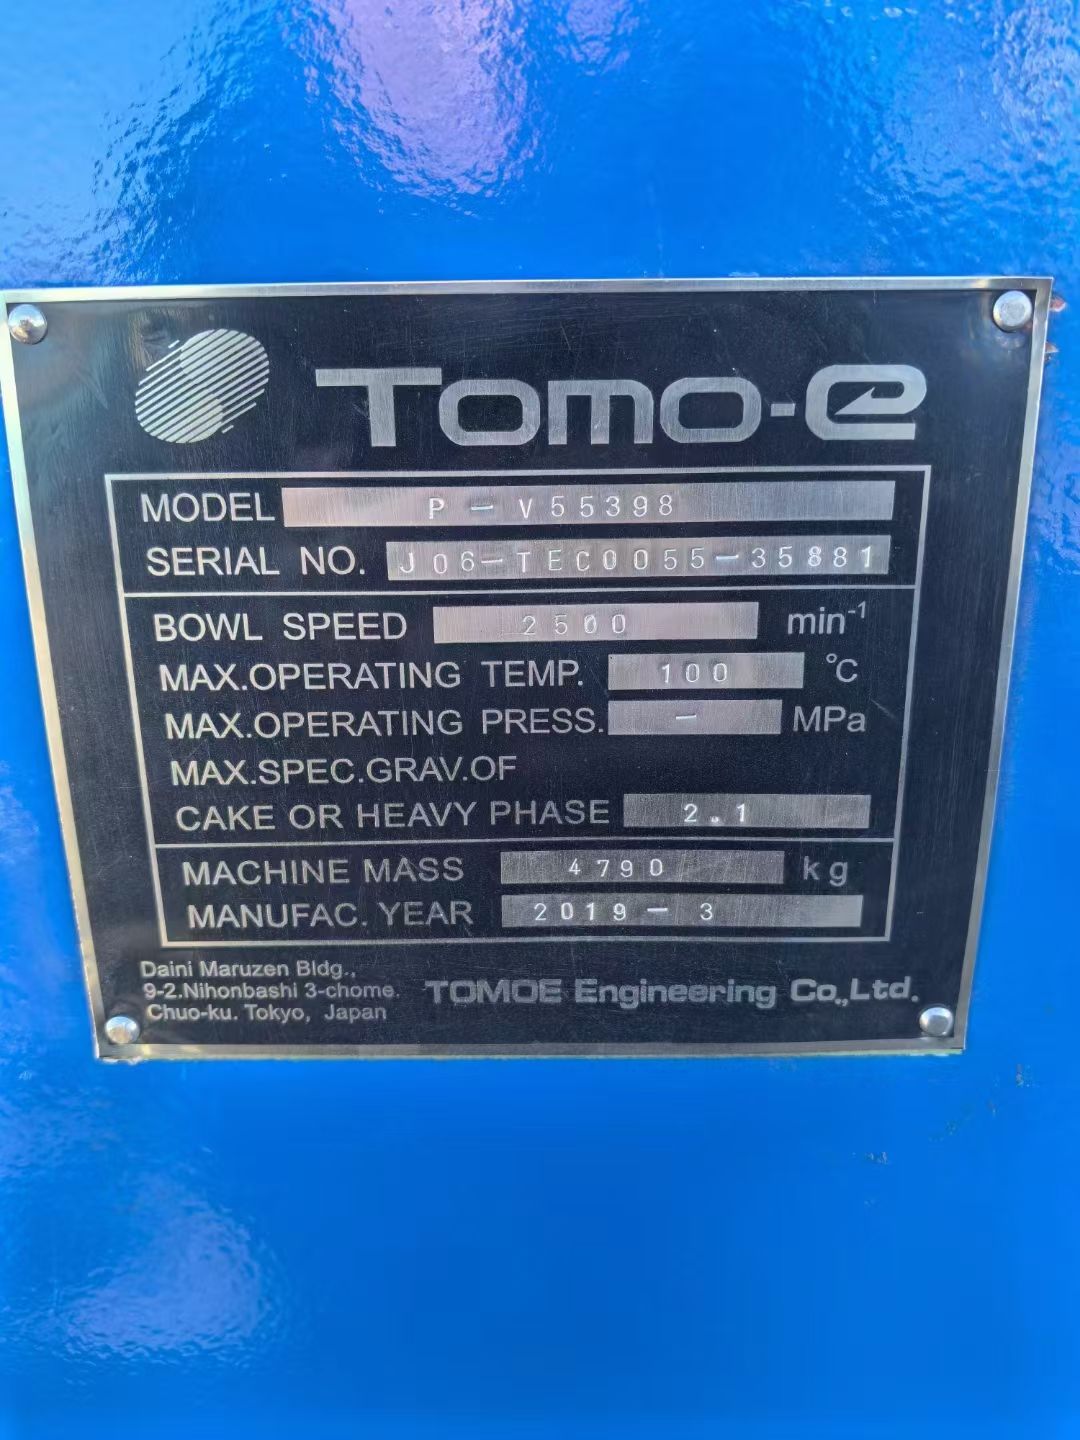 Tomo-e
MODEL P - V55398
SERIAL NO. J06-TEC0055-35881
BOWL SPEED 2500 min⁻¹
MAX.OPERATING TEMP. 100 °C
MAX.OPERATING PRESS. - MPa
MAX.SPEC.GRAV.OF
CAKE OR HEAVY PHASE 2.1
MACHINE MASS 4790 kg
MANUFAC. YEAR 2019-3
Daini Maruzen Bldg.,
9-2.Nihonbashi 3-chome.
Chuo-ku. Tokyo, Japan
TOMOE Engineering Co.,Ltd.